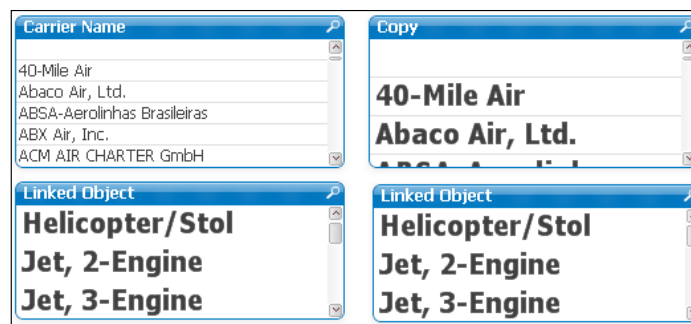 Carrier Name
40-Mile Air
Abaco Air, Ltd.
ABSA-Aerolinhas Brasileiras
ABX Air, Inc.
ACM AIR CHARTER GmbH
Copy
40-Mile Air
Abaco Air, Ltd.
Linked Object
Helicopter/Stol
Jet, 2-Engine
Jet, 3-Engine
Linked Object
Helicopter/Stol
Jet, 2-Engine
Jet, 3-Engine